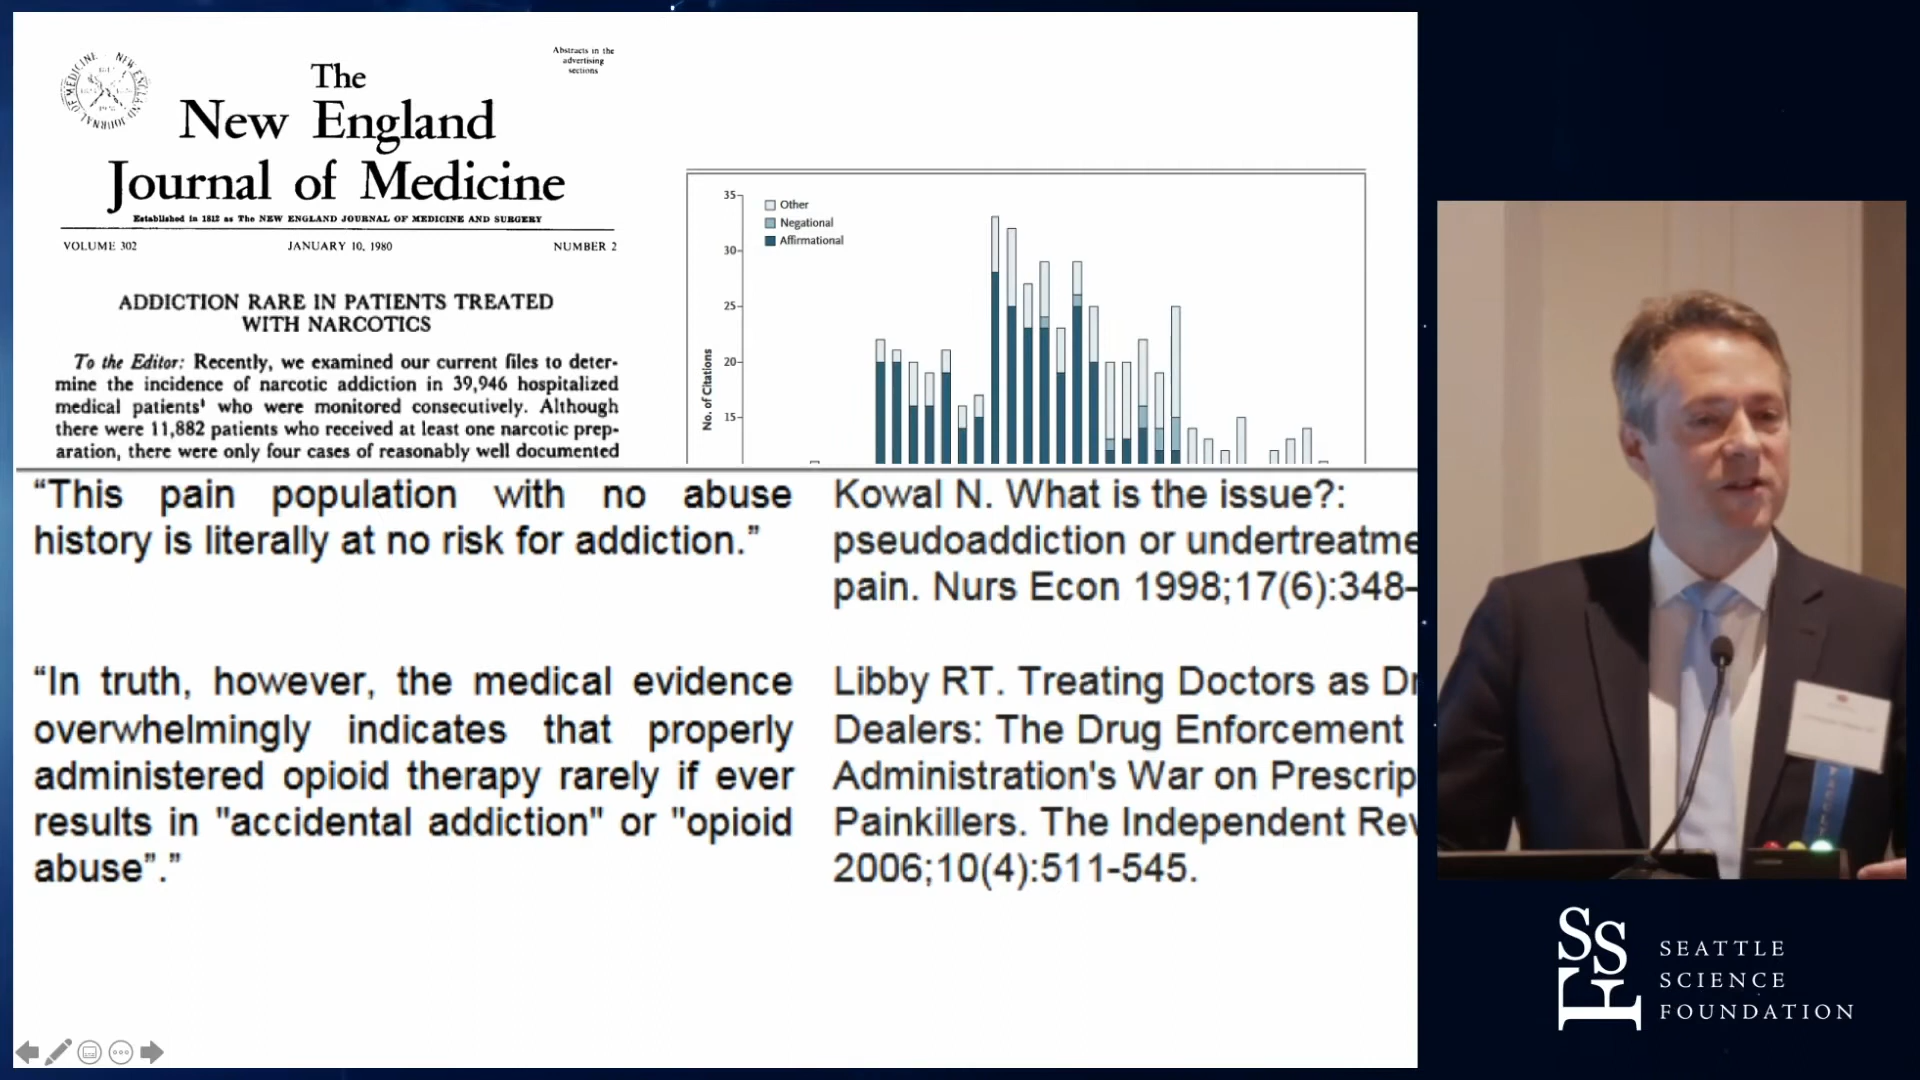 Abstracts in the
advertising
sections
The
New England
Journal of Medicine
Established in 1812 as The NEW ENGLAND JOURNAL OF MEDICINE AND SURGERY
VOLUME 302 JANUARY 10, 1980 NUMBER 2
ADDICTION RARE IN PATIENTS TREATED
WITH NARCOTICS
To the Editor: Recently, we examined our current files to deter-
mine the incidence of narcotic addiction in 39,946 hospitalized
medical patients¹ who were monitored consecutively. Although
there were 11,882 patients who received at least one narcotic prep-
aration, there were only four cases of reasonably well documented
35
30
25
20
15
No. of Citations
Other
Negational
Affirmational
“This pain population with no abuse
history is literally at no risk for addiction.”
Kowal N. What is the issue?:
pseudoaddiction or undertreatme
pain. Nurs Econ 1998;17(6):348-
“In truth, however, the medical evidence
overwhelmingly indicates that properly
administered opioid therapy rarely if ever
results in "accidental addiction" or "opioid
abuse”.”
Libby RT. Treating Doctors as Dr
Dealers: The Drug Enforcement
Administration's War on Prescrip
Painkillers. The Independent Rev
2006;10(4):511-545.
FACULTY
SSF
SEATTLE
SCIENCE
FOUNDATION